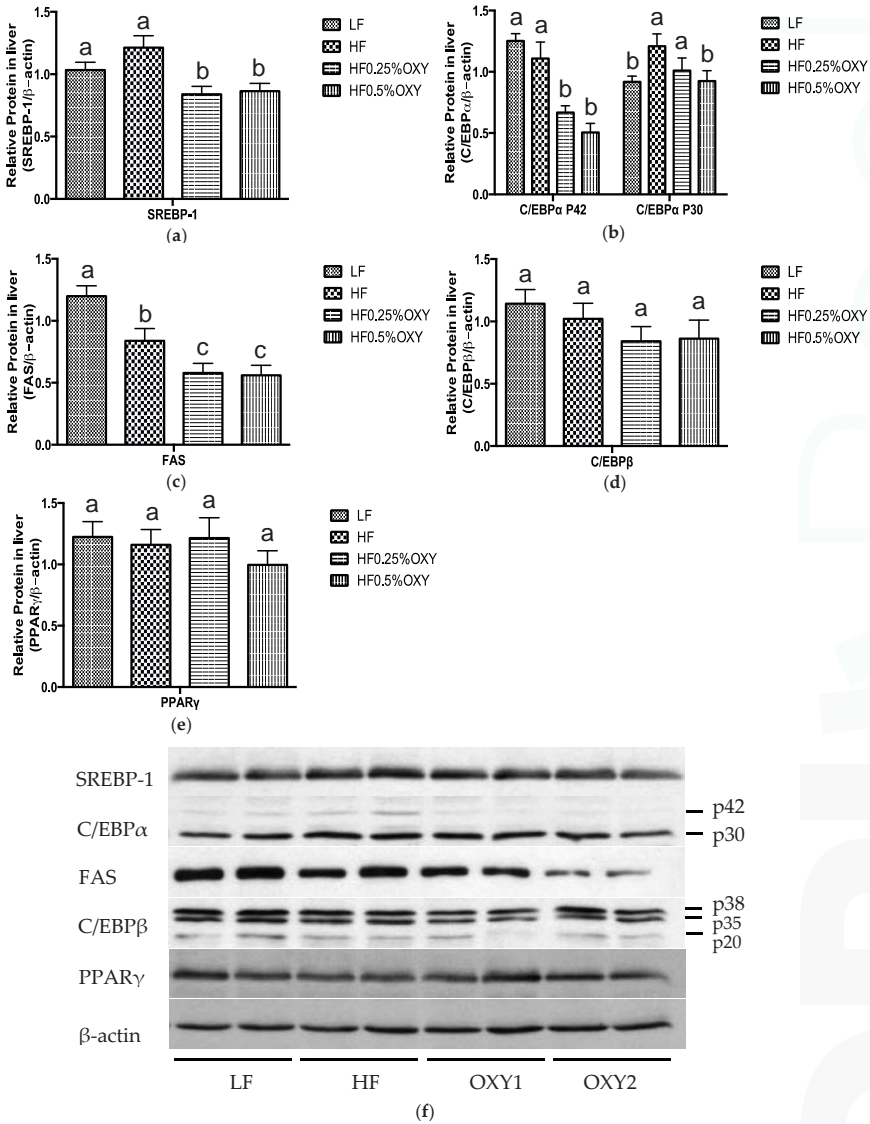 Relative Protein in liver
(SREBP-1/β-actin)
1.5
1.0
0.5
0.0
a
a
b
b
SREBP-1
LF
HF
HF0.25%OXY
HF0.5%OXY
(a)
Relative Protein in liver
(C/EBPα/β-actin)
1.5
1.0
0.5
0.0
a
a
b
b
b
a
a
b
C/EBPα P42
C/EBPα P30
LF
HF
HF0.25%OXY
HF0.5%OXY
(b)
Relative Protein in liver
(FAS/β-actin)
1.5
1.0
0.5
0.0
a
b
c
c
FAS
LF
HF
HF0.25%OXY
HF0.5%OXY
(c)
Relative Protein in liver
(C/EBPβ/β-actin)
1.5
1.0
0.5
0.0
a
a
a
a
C/EBPβ
LF
HF
HF0.25%OXY
HF0.5%OXY
(d)
Relative Protein in liver
(PPARγ/β-actin)
1.5
1.0
0.5
0.0
a
a
a
a
PPARγ
LF
HF
HF0.25%OXY
HF0.5%OXY
(e)
SREBP-1
C/EBPα
p42
p30
FAS
C/EBPβ
p38
p35
p20
PPARγ
β-actin
LF
HF
OXY1
OXY2
(f)